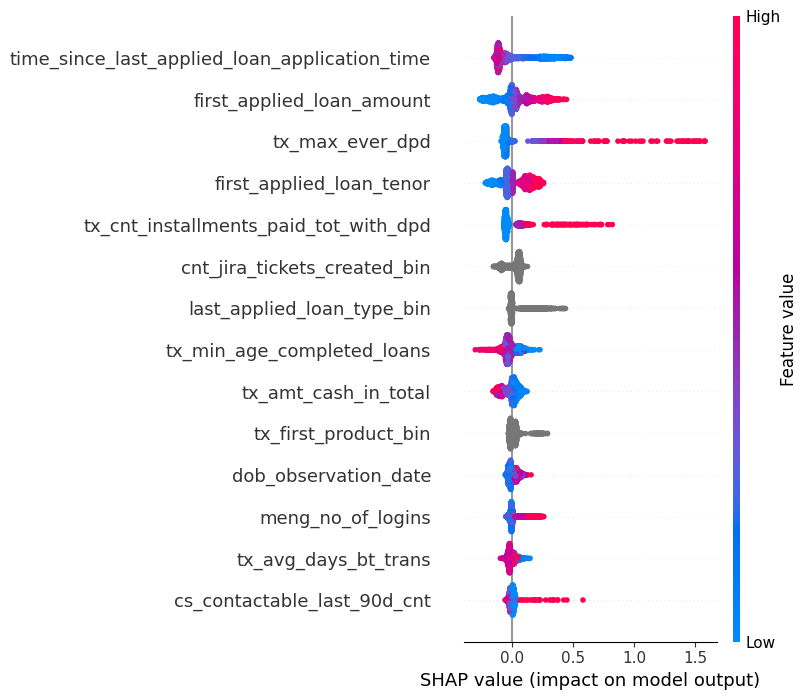 High
time_since_last_applied_loan_application_time
first_applied_loan_amount
tx_max_ever_dpd
first_applied_loan_tenor
tx_cnt_installments_paid_tot_with_dpd
cnt_jira_tickets_created_bin
last_applied_loan_type_bin
tx_min_age_completed_loans
tx_amt_cash_in_total
tx_first_product_bin
dob_observation_date
meng_no_of_logins
tx_avg_days_bt_trans
cs_contactable_last_90d_cnt
Feature value
Low
0.0 0.5 1.0 1.5
SHAP value (impact on model output)